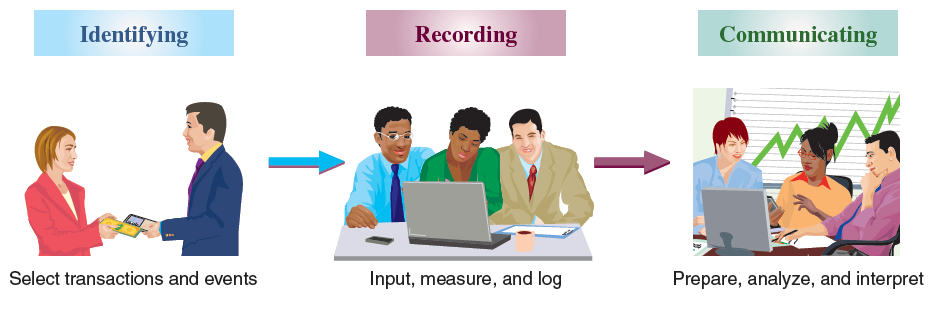 Identifying
Recording
Communicating
Select transactions and events
Input, measure, and log
Prepare, analyze, and interpret